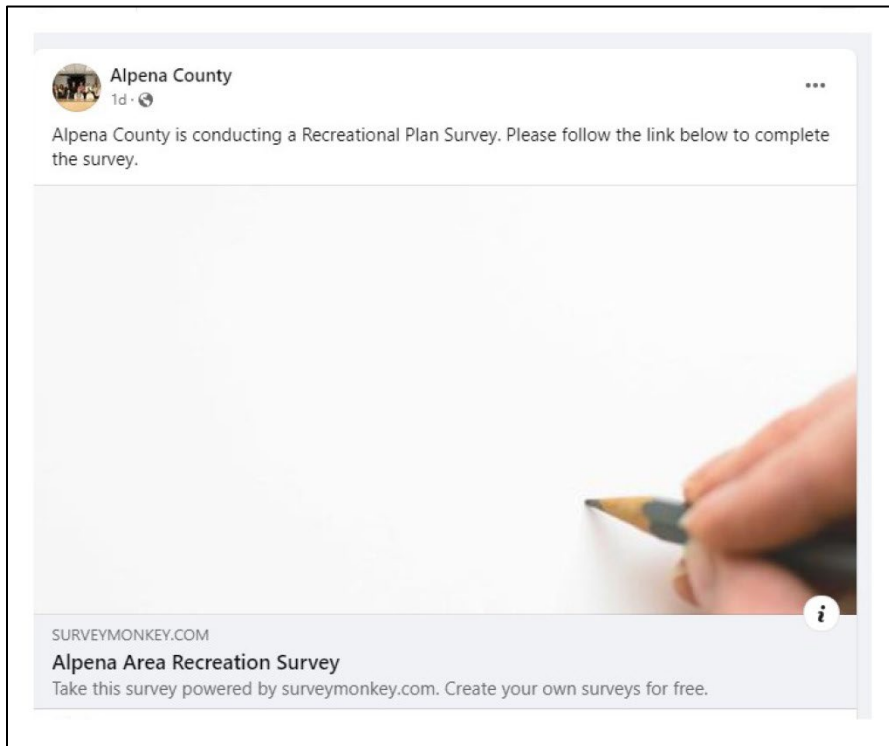 Alpena County
1d ·
Alpena County is conducting a Recreational Plan Survey. Please follow the link below to complete
the survey.
SURVEYMONKEY.COM
Alpena Area Recreation Survey
Take this survey powered by surveymonkey.com. Create your own surveys for free.